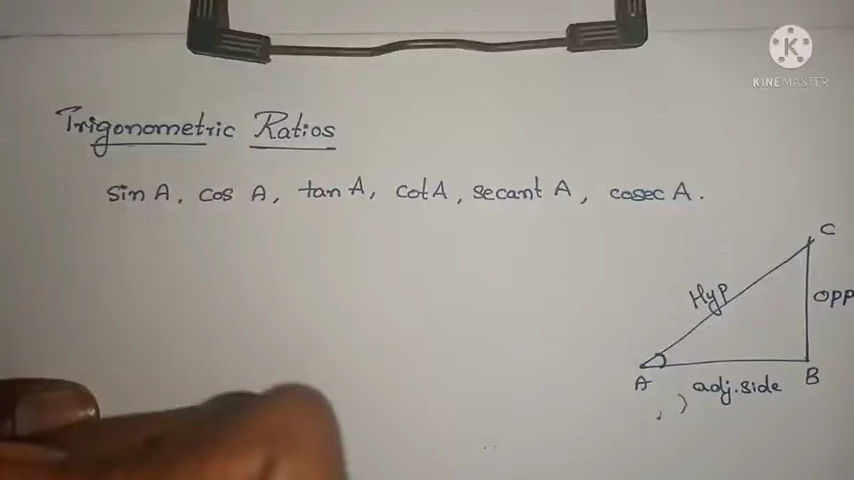 KINEMASTER
Trigonometric Ratios
sin A, cos A, tan A, cot A, secant A, cosec A.
C
Hyp
opp
A
adj.side
B